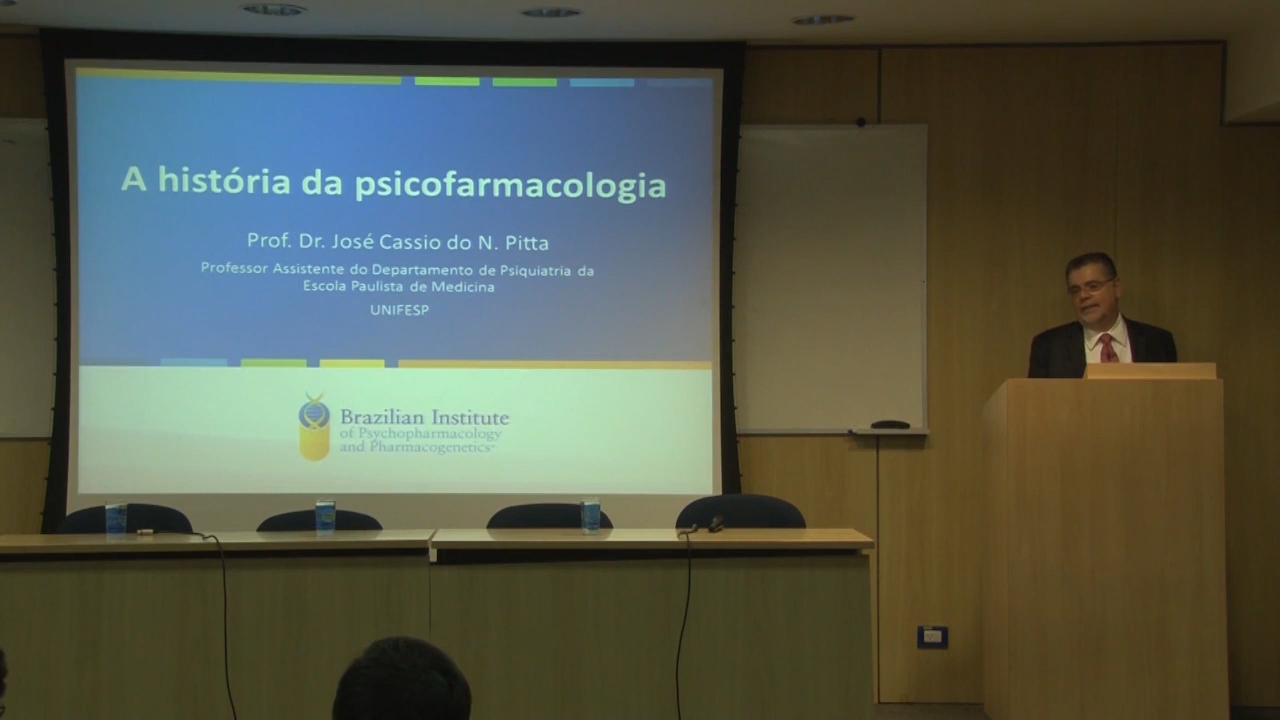 A história da psicofarmacologia
Prof. Dr. José Cassio do N. Pitta
Professor Assistente do Departamento de Psiquiatria da
Escola Paulista de Medicina
UNIFESP
Brazilian Institute
of Psychopharmacology
and Pharmacogenetics